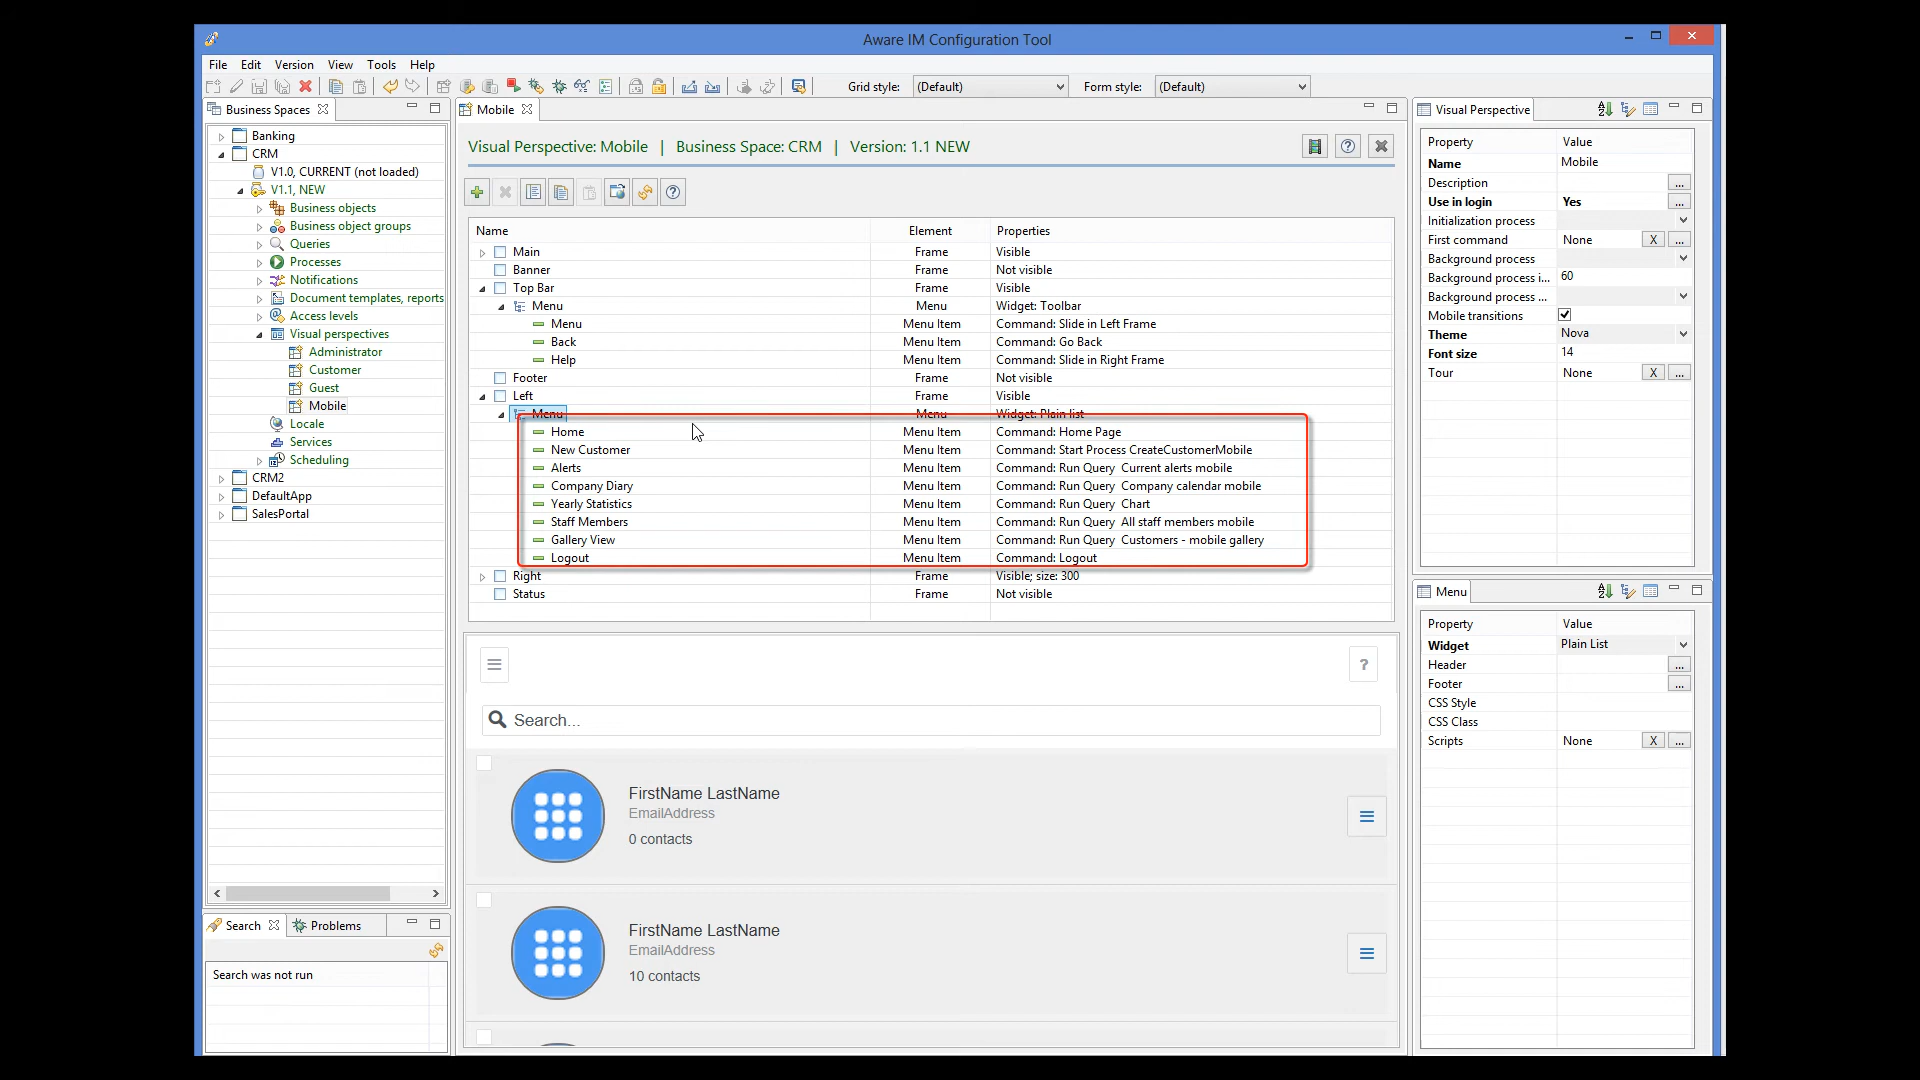 Aware IM Configuration Tool
File Edit Version View Tools Help
Grid style: (Default) Form style: (Default)
Business Spaces
Banking
CRM
V1.0, CURRENT (not loaded)
V1.1, NEW
Business objects
Business object groups
Queries
Processes
Notifications
Document templates, reports
Access levels
Visual perspectives
Administrator
Customer
Guest
Mobile
Locale
Services
Scheduling
CRM2
DefaultApp
SalesPortal
Search Problems
Search was not run
Mobile
Visual Perspective: Mobile | Business Space: CRM | Version: 1.1 NEW
Name Element Properties
Main Frame Visible
Banner Frame Not visible
Top Bar Frame Visible
Menu Menu Widget: Toolbar
Menu Menu Item Command: Slide in Left Frame
Back Menu Item Command: Go Back
Help Menu Item Command: Slide in Right Frame
Footer Frame Not visible
Left Frame Visible
Menu Menu Widget: Plain list
Home Menu Item Command: Home Page
New Customer Menu Item Command: Start Process CreateCustomerMobile
Alerts Menu Item Command: Run Query Current alerts mobile
Company Diary Menu Item Command: Run Query Company calendar mobile
Yearly Statistics Menu Item Command: Run Query Chart
Staff Members Menu Item Command: Run Query All staff members mobile
Gallery View Menu Item Command: Run Query Customers - mobile gallery
Logout Menu Item Command: Logout
Right Frame Visible; size: 300
Status Frame Not visible
?
Search...
FirstName LastName
EmailAddress
0 contacts
FirstName LastName
EmailAddress
10 contacts
Visual Perspective
Property Value
Name Mobile
Description ...
Use in login Yes ...
Initialization process
First command None X ...
Background process
Background process i... 60
Background process ...
Mobile transitions
Theme Nova
Font size 14
Tour None X ...
Menu
Property Value
Widget Plain List
Header ...
Footer ...
CSS Style
CSS Class
Scripts None X ...